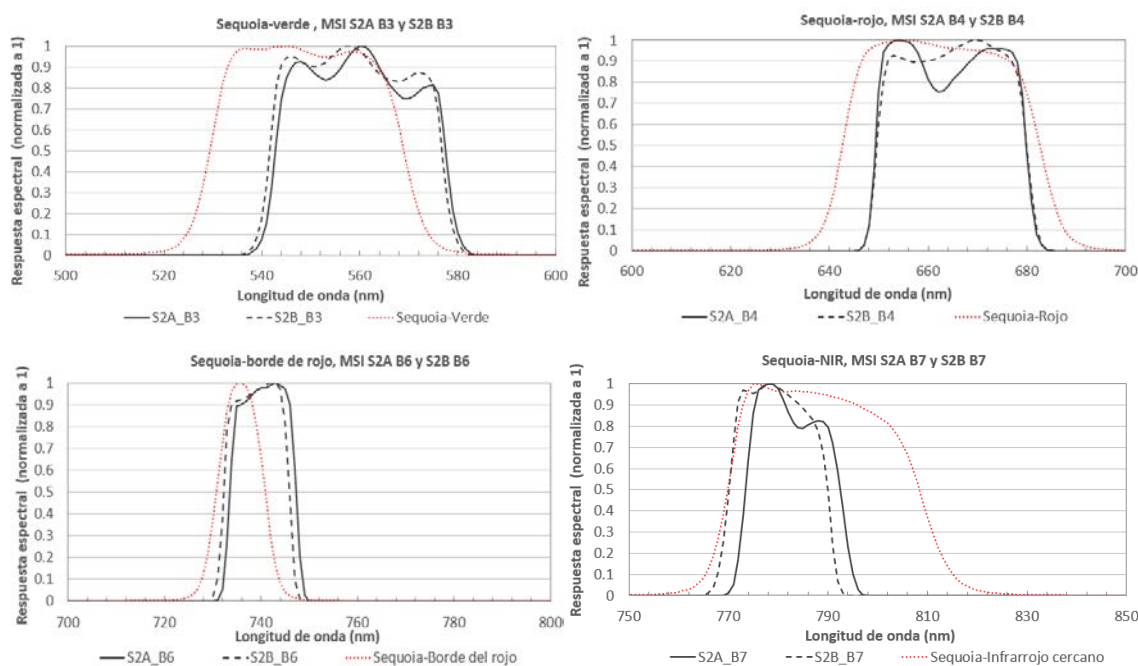 Sequoia-verde , MSI S2A B3 y S2B B3
Respuesta espectral (normalizada a 1)
1
0.9
0.8
0.7
0.6
0.5
0.4
0.3
0.2
0.1
0
500 520 540 560 580 600
Longitud de onda (nm)
S2A_B3 S2B_B3 Sequoia-Verde
Sequoia-rojo, MSI S2A B4 y S2B B4
Respuesta espectral (normalizada a 1)
1
0.9
0.8
0.7
0.6
0.5
0.4
0.3
0.2
0.1
0
600 620 640 660 680 700
Longitud de onda (nm)
S2A_B4 S2B_B4 Sequoia-Rojo
Sequoia-borde de rojo, MSI S2A B6 y S2B B6
Respuesta espectral (normalizada a 1)
1
0.9
0.8
0.7
0.6
0.5
0.4
0.3
0.2
0.1
0
700 720 740 760 780 800
Longitud de onda (nm)
S2A_B6 S2B_B6 Sequoia-Borde del rojo
Sequoia-NIR, MSI S2A B7 y S2B B7
Respuesta espectral (normalizada a 1)
1
0.9
0.8
0.7
0.6
0.5
0.4
0.3
0.2
0.1
0
750 770 790 810 830 850
Longitud de onda (nm)
S2A_B7 S2B_B7 Sequoia-Infrarrojo cercano